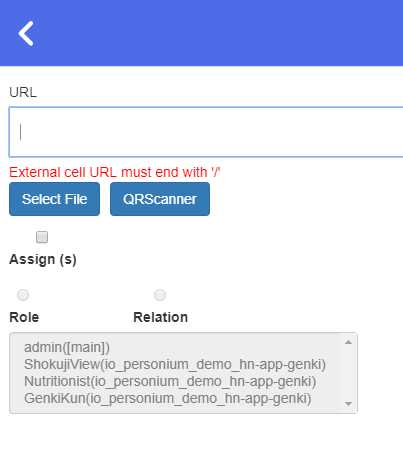 URL
External cell URL must end with '/'
Select File QRScanner
Assign (s)
Role Relation
admin([main])
ShokujiView(io_personium_demo_hn-app-genki)
Nutritionist(io_personium_demo_hn-app-genki)
GenkiKun(io_personium_demo_hn-app-genki)